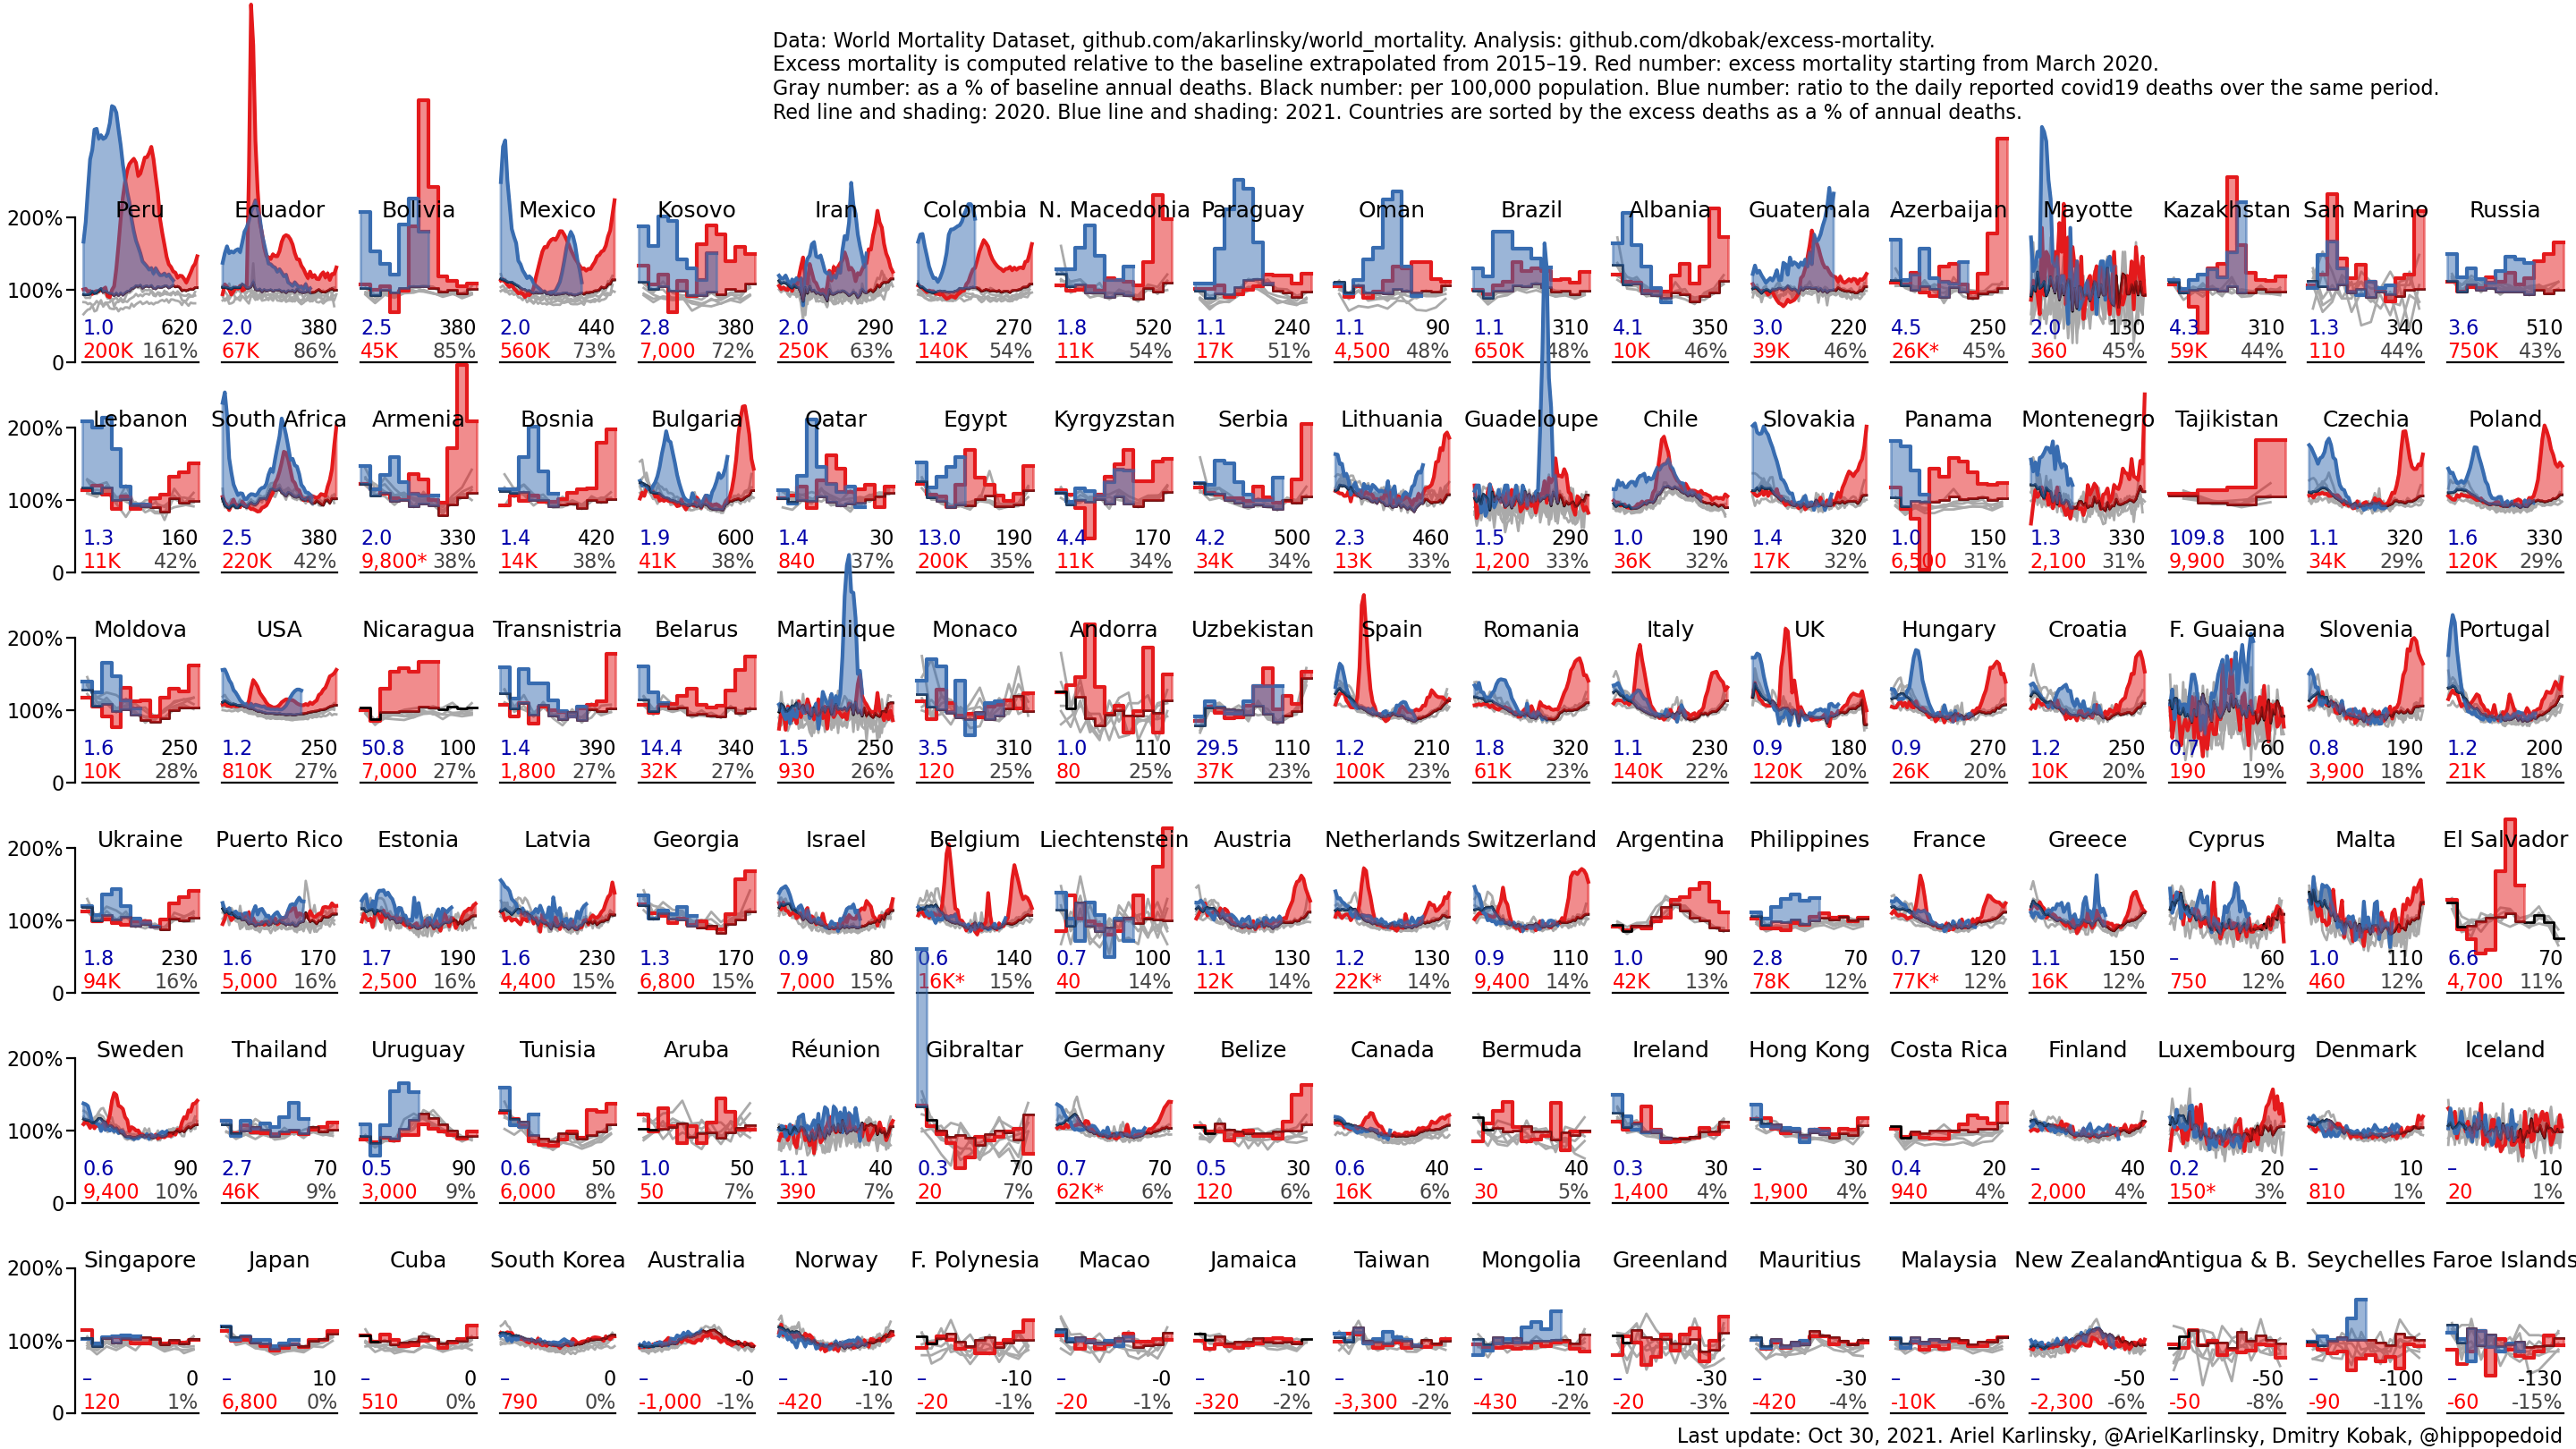 Data: World Mortality Dataset, github.com/akarlinsky/world_mortality. Analysis: github.com/dkobak/excess-mortality.
Excess mortality is computed relative to the baseline extrapolated from 2015–19. Red number: excess mortality starting from March 2020.
Gray number: as a % of baseline annual deaths. Black number: per 100,000 population. Blue number: ratio to the daily reported covid19 deaths over the same period.
Red line and shading: 2020. Blue line and shading: 2021. Countries are sorted by the excess deaths as a % of annual deaths.
200% Peru Ecuador Bolivia Mexico Kosovo Iran Colombia N. Macedonia Paraguay Oman Brazil Albania Guatemala Azerbaijan Mayotte Kazakhstan San Marino Russia
100%
1.0 620 2.0 380 2.5 380 2.0 440 2.8 380 2.0 290 1.2 270 1.8 520 1.1 240 1.1 90 1.1 310 4.1 350 3.0 220 4.5 250 2.0 130 4.3 310 1.3 340 3.6 510
0 200K 161% 67K 86% 45K 85% 560K 73% 7,000 72% 250K 63% 140K 54% 11K 54% 17K 51% 4,500 48% 650K 48% 10K 46% 39K 46% 26K* 45% 360 45% 59K 44% 110 44% 750K 43%
200% Lebanon South Africa Armenia Bosnia Bulgaria Qatar Egypt Kyrgyzstan Serbia Lithuania Guadeloupe Chile Slovakia Panama Montenegro Tajikistan Czechia Poland
100%
1.3 160 2.5 380 2.0 330 1.4 420 1.9 600 1.4 30 13.0 190 4.4 170 4.2 500 2.3 460 1.5 290 1.0 190 1.4 320 1.0 150 1.3 330 109.8 100 1.1 320 1.6 330
0 11K 42% 220K 42% 9,800* 38% 14K 38% 41K 38% 840 37% 200K 35% 11K 34% 34K 34% 13K 33% 1,200 33% 36K 32% 17K 32% 6,500 31% 2,100 31% 9,900 30% 34K 29% 120K 29%
200% Moldova USA Nicaragua Transnistria Belarus Martinique Monaco Andorra Uzbekistan Spain Romania Italy UK Hungary Croatia F. Guaiana Slovenia Portugal
100%
1.6 250 1.2 250 50.8 100 1.4 390 14.4 340 1.5 250 3.5 310 1.0 110 29.5 110 1.2 210 1.8 320 1.1 230 0.9 180 0.9 270 1.2 250 0.7 60 0.8 190 1.2 200
0 10K 28% 810K 27% 7,000 27% 1,800 27% 32K 27% 930 26% 120 25% 80 25% 37K 23% 100K 23% 61K 23% 140K 22% 120K 20% 26K 20% 10K 20% 190 19% 3,900 18% 21K 18%
200% Ukraine Puerto Rico Estonia Latvia Georgia Israel Belgium Liechtenstein Austria Netherlands Switzerland Argentina Philippines France Greece Cyprus Malta El Salvador
100%
1.8 230 1.6 170 1.7 190 1.6 230 1.3 170 0.9 80 0.6 140 0.7 100 1.1 130 1.2 130 0.9 110 1.0 90 2.8 70 0.7 120 1.1 150 – 60 1.0 110 6.6 70
0 94K 16% 5,000 16% 2,500 16% 4,400 15% 6,800 15% 7,000 15% 16K* 15% 40 14% 12K 14% 22K* 14% 9,400 14% 42K 13% 78K 12% 77K* 12% 16K 12% 750 12% 460 12% 4,700 11%
200% Sweden Thailand Uruguay Tunisia Aruba Réunion Gibraltar Germany Belize Canada Bermuda Ireland Hong Kong Costa Rica Finland Luxembourg Denmark Iceland
100%
0.6 90 2.7 70 0.5 90 0.6 50 1.0 50 1.1 40 0.3 70 0.7 70 0.5 30 0.6 40 – 40 0.3 30 – 30 0.4 20 – 40 0.2 20 – 10 – 10
0 9,400 10% 46K 9% 3,000 9% 6,000 8% 50 7% 390 7% 20 7% 62K* 6% 120 6% 16K 6% 30 5% 1,400 4% 1,900 4% 940 4% 2,000 4% 150* 3% 810 1% 20 1%
200% Singapore Japan Cuba South Korea Australia Norway F. Polynesia Macao Jamaica Taiwan Mongolia Greenland Mauritius Malaysia New Zealand Antigua & B. Seychelles Faroe Islands
100%
– 0 – 10 – 0 – 0 – -0 – -10 – -10 – -0 – -10 – -10 – -10 – -30 – -30 – -30 – -50 – -50 – -100 – -130
0 120 1% 6,800 0% 510 0% 790 0% -1,000 -1% -420 -1% -20 -1% -20 -1% -320 -2% -3,300 -2% -430 -2% -20 -3% -420 -4% -10K -6% -2,300 -6% -50 -8% -90 -11% -60 -15%
Last update: Oct 30, 2021. Ariel Karlinsky, @ArielKarlinsky, Dmitry Kobak, @hippopedoid